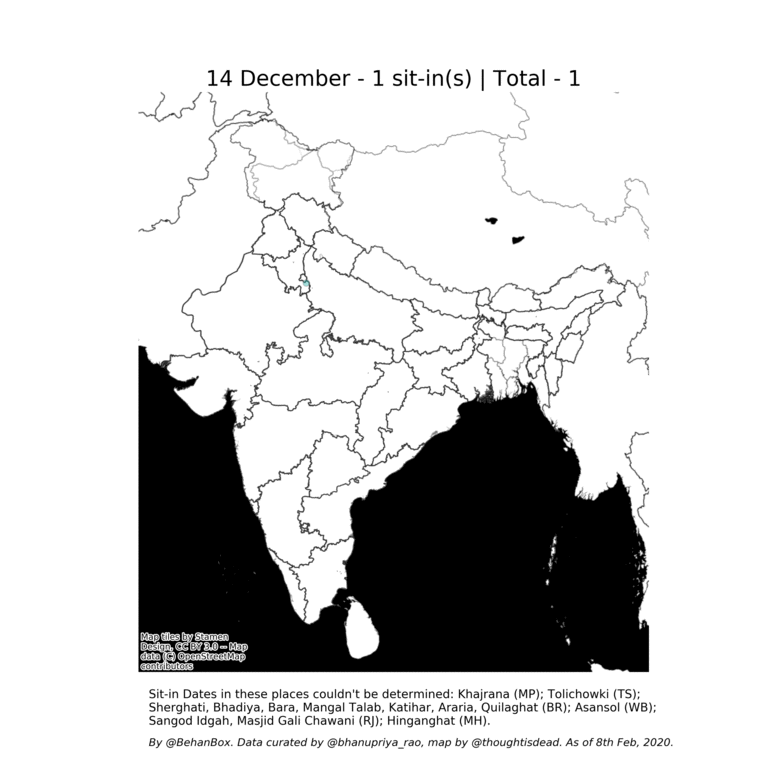 14 December - 1 sit-in(s) | Total - 1
Map tiles by Stamen
Design, CC BY 3.0 -- Map
data (C) OpenStreetMap
contributors
Sit-in Dates in these places couldn't be determined: Khajrana (MP); Tolichowki (TS);
Sherghati, Bhadiya, Bara, Mangal Talab, Katihar, Araria, Quilaghat (BR); Asansol (WB);
Sangod Idgah, Masjid Gali Chawani (RJ); Hinganghat (MH).
By @BehanBox. Data curated by @bhanupriya_rao, map by @thoughtisdead. As of 8th Feb, 2020.